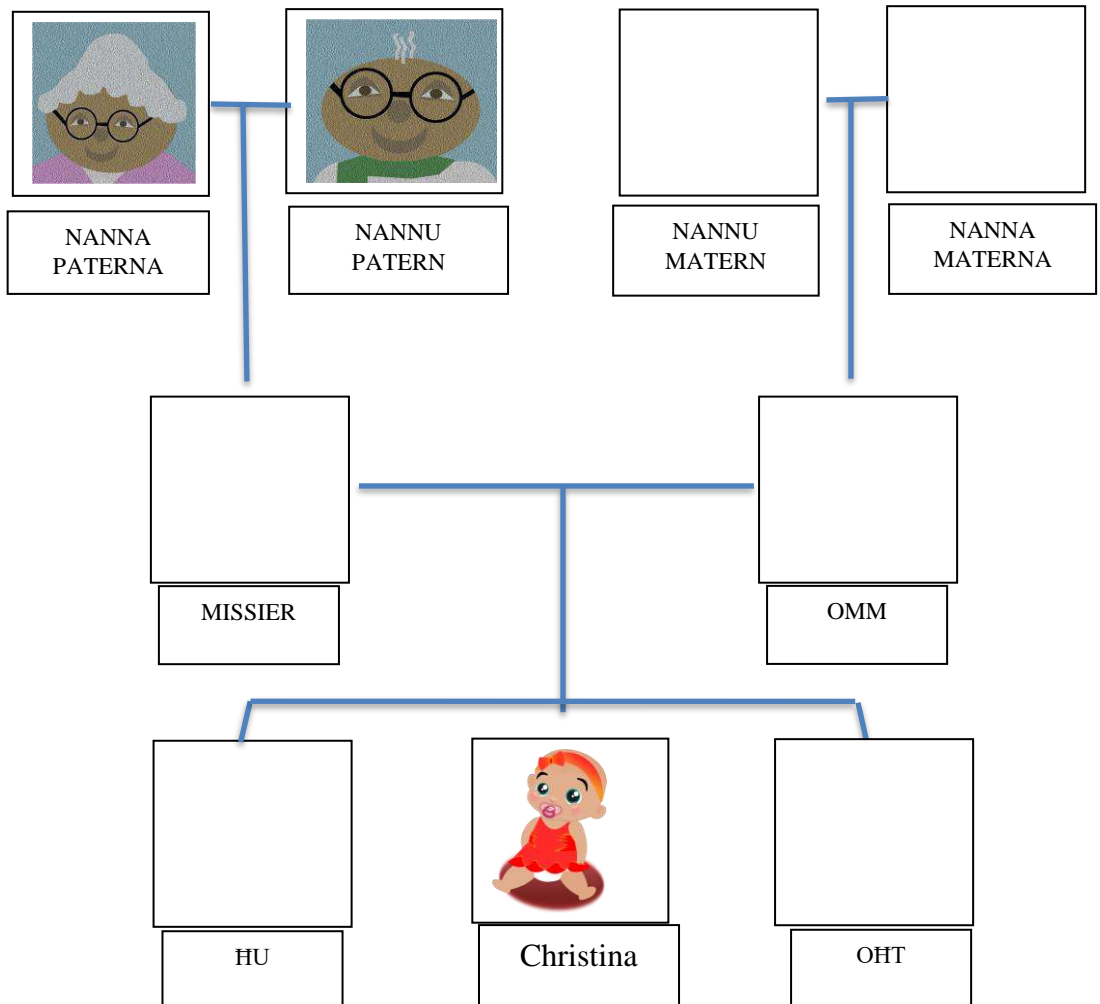 NANNA
PATERNA
NANNU
PATERN
NANNU
MATERN
NANNA
MATERNA
MISSIER
OMM
ĦU
Christina
OĦT